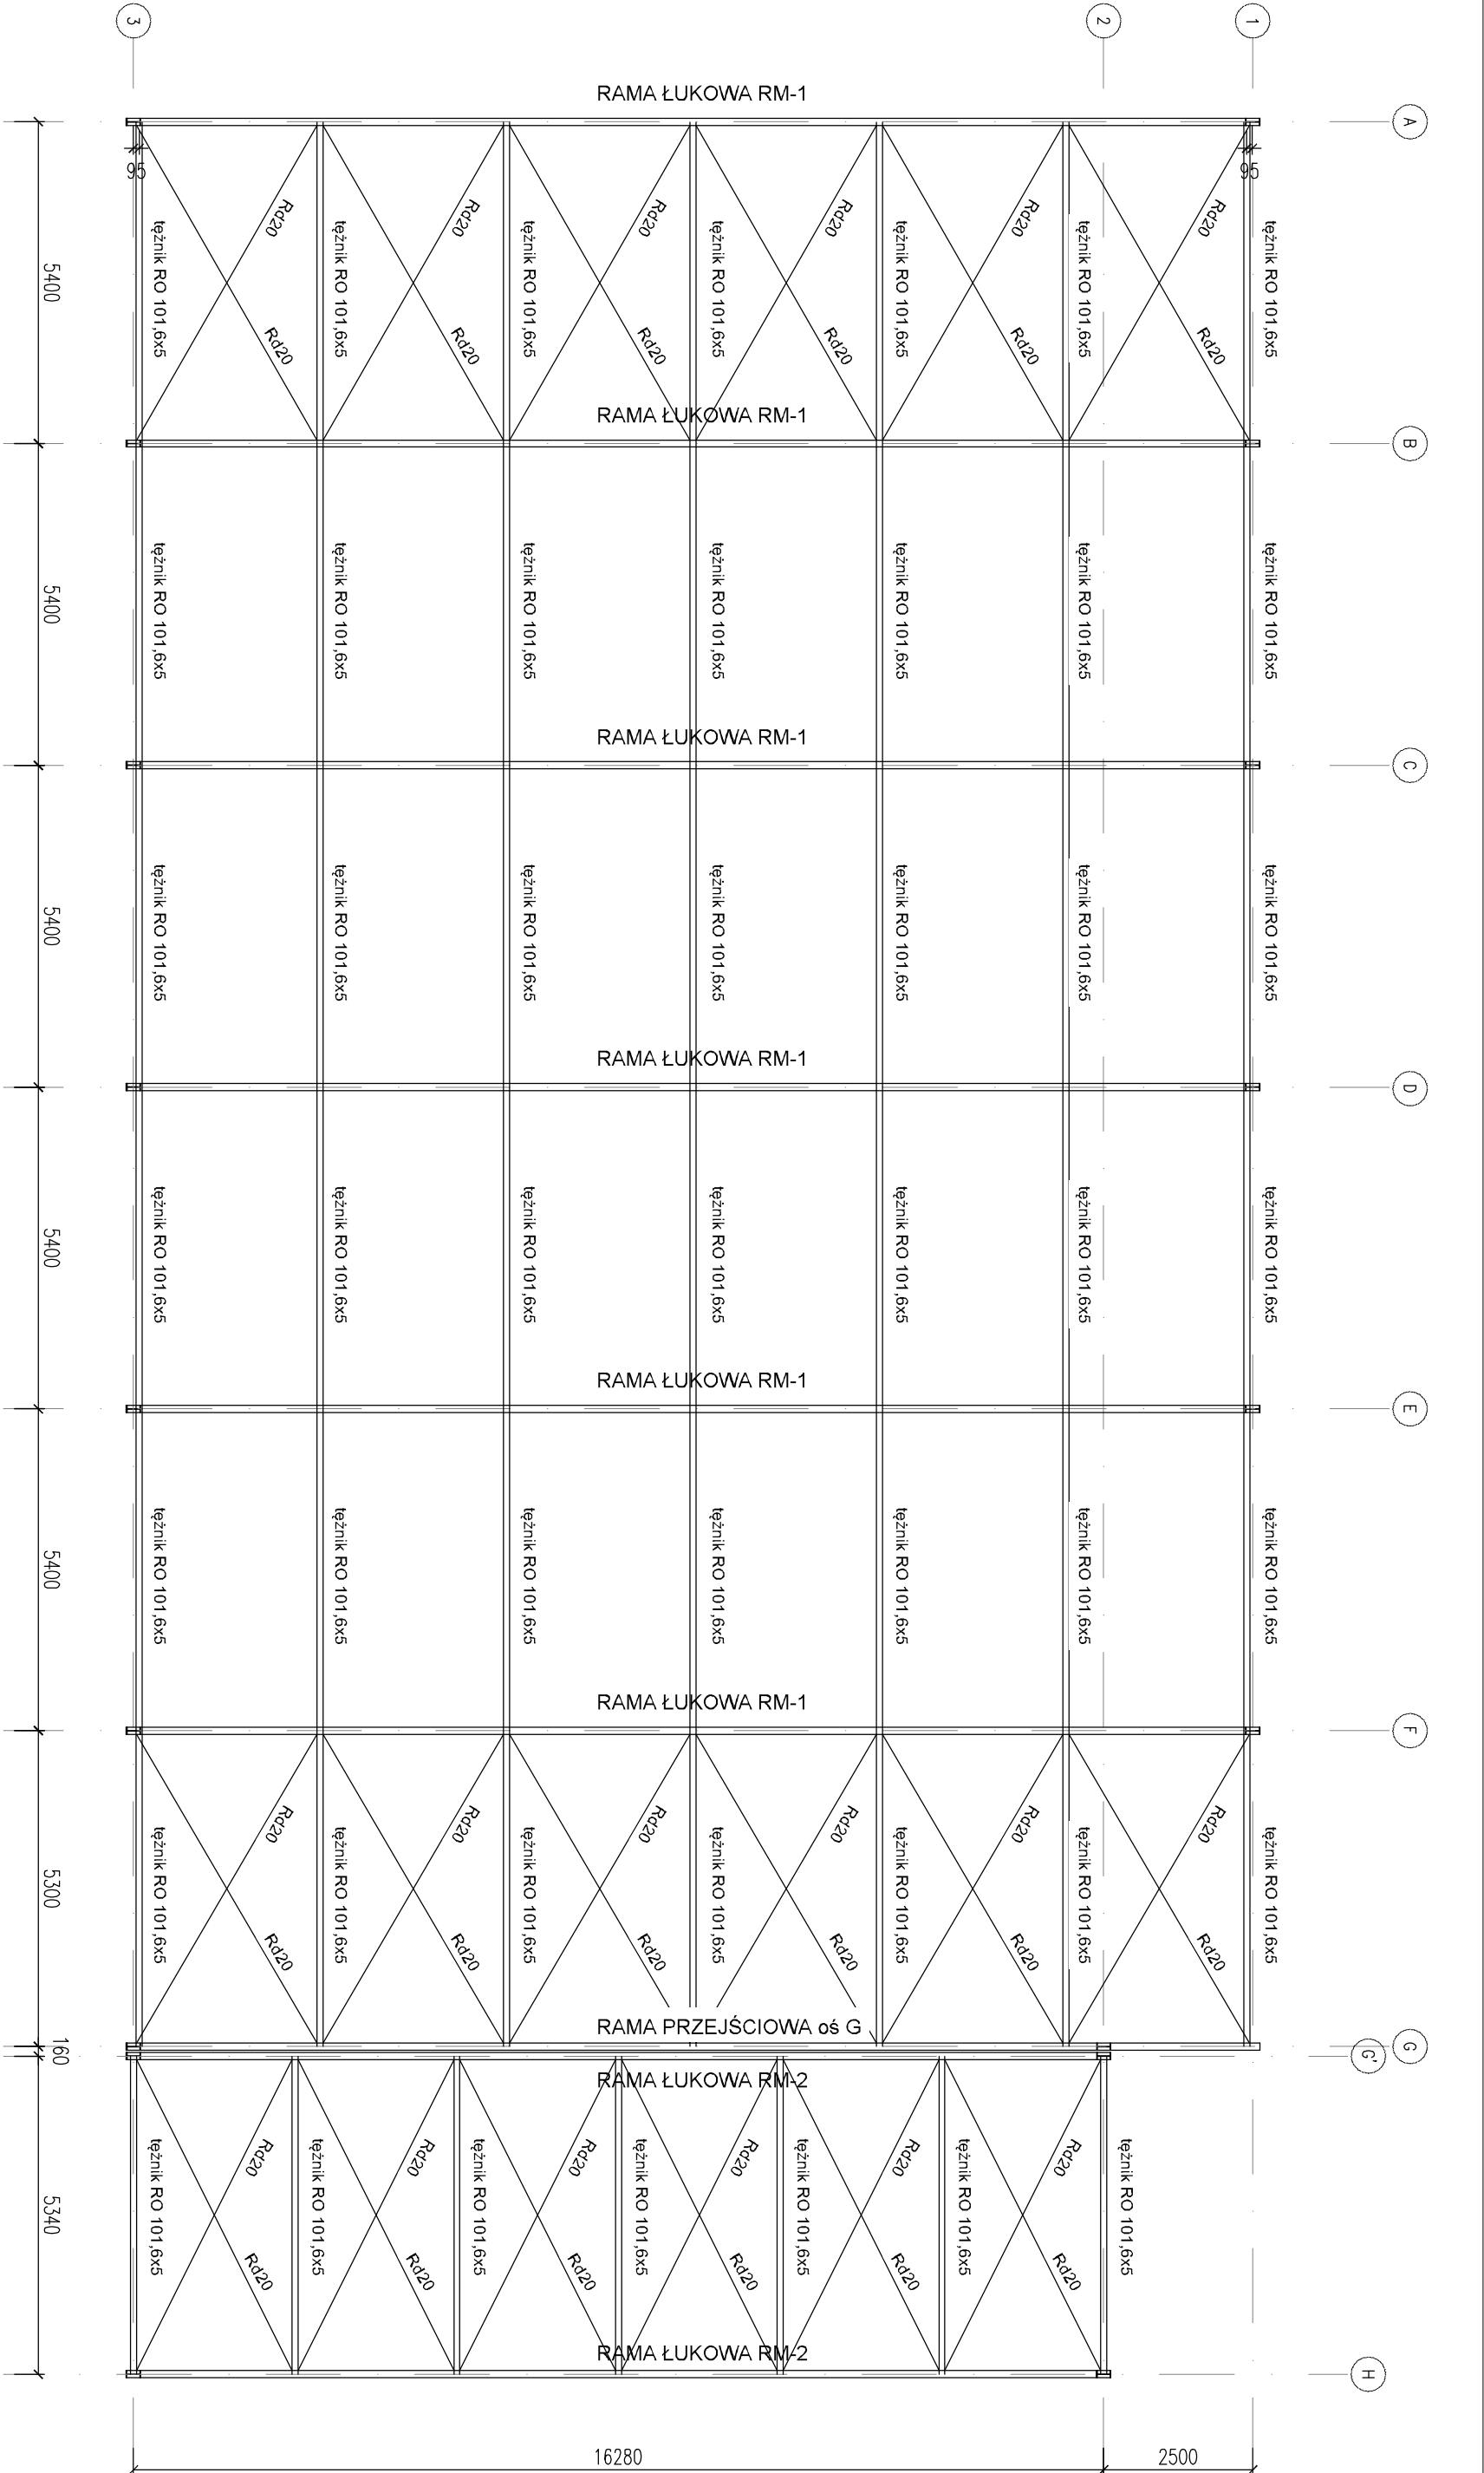 3
2
1
RAMA ŁUKOWA RM-1
A
95
95
Rd20
Rd20
Rd20
Rd20
Rd20
Rd20
tężnik RO 101,6x5
tężnik RO 101,6x5
tężnik RO 101,6x5
tężnik RO 101,6x5
tężnik RO 101,6x5
tężnik RO 101,6x5
tężnik RO 101,6x5
5400
Rd20
Rd20
Rd20
Rd20
Rd20
Rd20
RAMA ŁUKOWA RM-1
B
tężnik RO 101,6x5
tężnik RO 101,6x5
tężnik RO 101,6x5
tężnik RO 101,6x5
tężnik RO 101,6x5
tężnik RO 101,6x5
tężnik RO 101,6x5
5400
RAMA ŁUKOWA RM-1
C
tężnik RO 101,6x5
tężnik RO 101,6x5
tężnik RO 101,6x5
tężnik RO 101,6x5
tężnik RO 101,6x5
tężnik RO 101,6x5
tężnik RO 101,6x5
5400
RAMA ŁUKOWA RM-1
D
tężnik RO 101,6x5
tężnik RO 101,6x5
tężnik RO 101,6x5
tężnik RO 101,6x5
tężnik RO 101,6x5
tężnik RO 101,6x5
tężnik RO 101,6x5
5400
RAMA ŁUKOWA RM-1
E
tężnik RO 101,6x5
tężnik RO 101,6x5
tężnik RO 101,6x5
tężnik RO 101,6x5
tężnik RO 101,6x5
tężnik RO 101,6x5
tężnik RO 101,6x5
5400
RAMA ŁUKOWA RM-1
F
Rd20
Rd20
Rd20
Rd20
Rd20
Rd20
tężnik RO 101,6x5
tężnik RO 101,6x5
tężnik RO 101,6x5
tężnik RO 101,6x5
tężnik RO 101,6x5
tężnik RO 101,6x5
tężnik RO 101,6x5
5300
Rd20
Rd20
Rd20
Rd20
Rd20
Rd20
RAMA PRZEJŚCIOWA oś G
G
160
G'
RAMA ŁUKOWA RM-2
Rd20
Rd20
Rd20
Rd20
Rd20
Rd20
tężnik RO 101,6x5
tężnik RO 101,6x5
tężnik RO 101,6x5
tężnik RO 101,6x5
tężnik RO 101,6x5
tężnik RO 101,6x5
tężnik RO 101,6x5
5340
Rd20
Rd20
Rd20
Rd20
Rd20
Rd20
RAMA ŁUKOWA RM-2
H
16280
2500